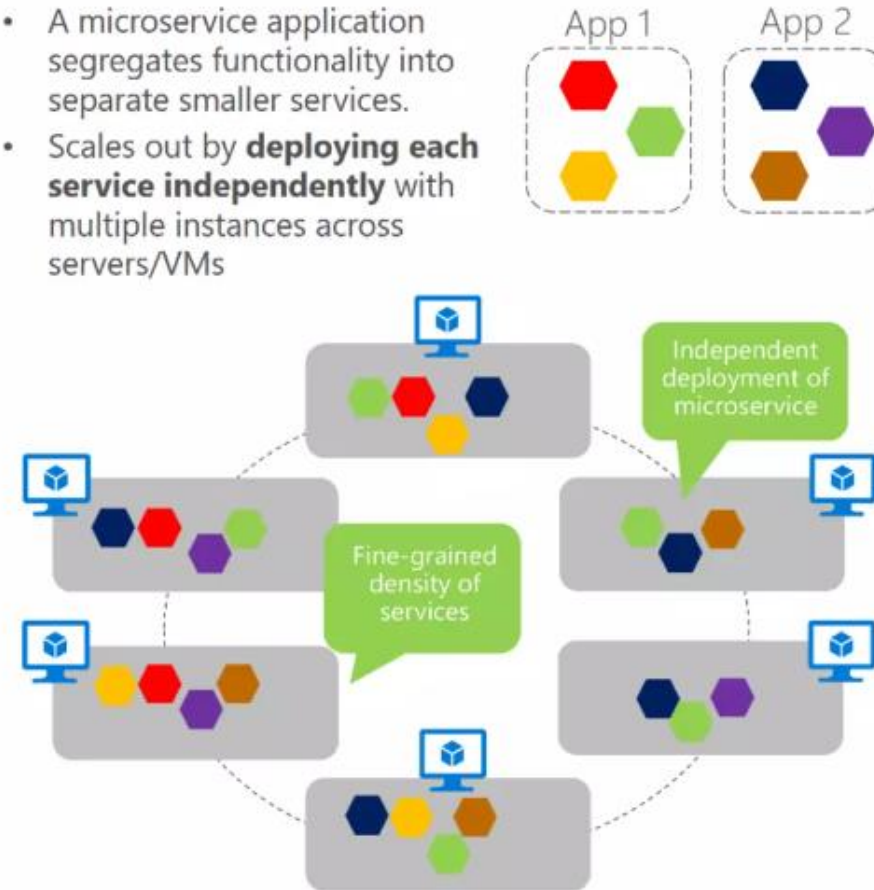 • A microservice application
segregates functionality into
separate smaller services.
• Scales out by deploying each
service independently with
multiple instances across
servers/VMs
App 1
App 2
Independent
deployment of
microservice
Fine-grained
density of
services